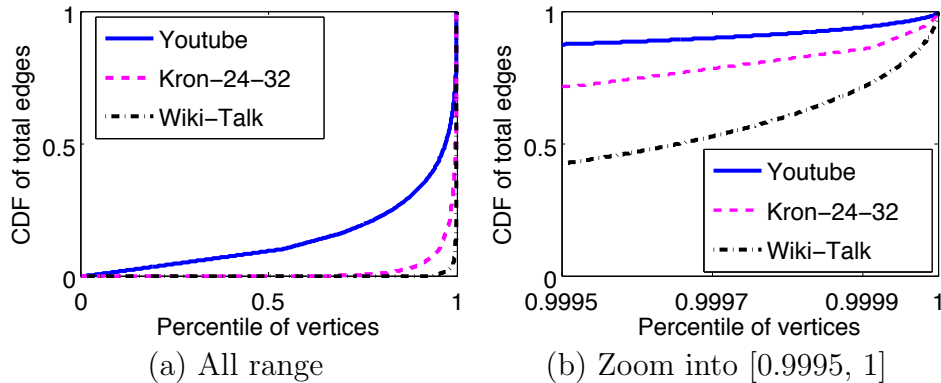 CDF of total edges
1
0.5
0
Youtube
Kron-24-32
Wiki-Talk
0
0.5
1
Percentile of vertices
(a) All range
CDF of total edges
1
0.5
0
Youtube
Kron-24-32
Wiki-Talk
0.9995
0.9997
0.9999
1
Percentile of vertices
(b) Zoom into [0.9995, 1]